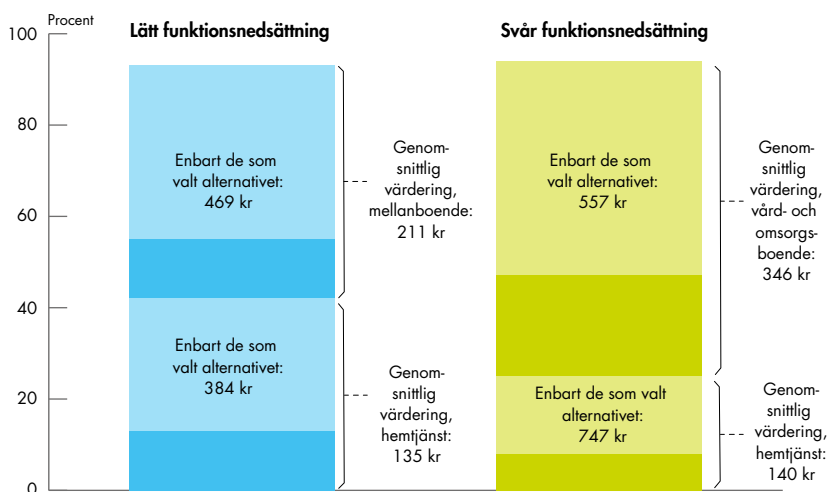 Procent
100
80
60
40
20
0
Lätt funktionsnedsättning
Enbart de som
valt alternativet:
469 kr
Enbart de som
valt alternativet:
384 kr
Genom-
snittlig
värdering,
mellanboende:
211 kr
Genom-
snittlig
värdering,
hemtjänst:
135 kr
Svår funktionsnedsättning
Enbart de som
valt alternativet:
557 kr
Enbart de som valt
alternativet:
747 kr
Genom-
snittlig
värdering,
vård- och
omsorgs-
boende:
346 kr
Genom-
snittlig
värdering,
hemtjänst:
140 kr